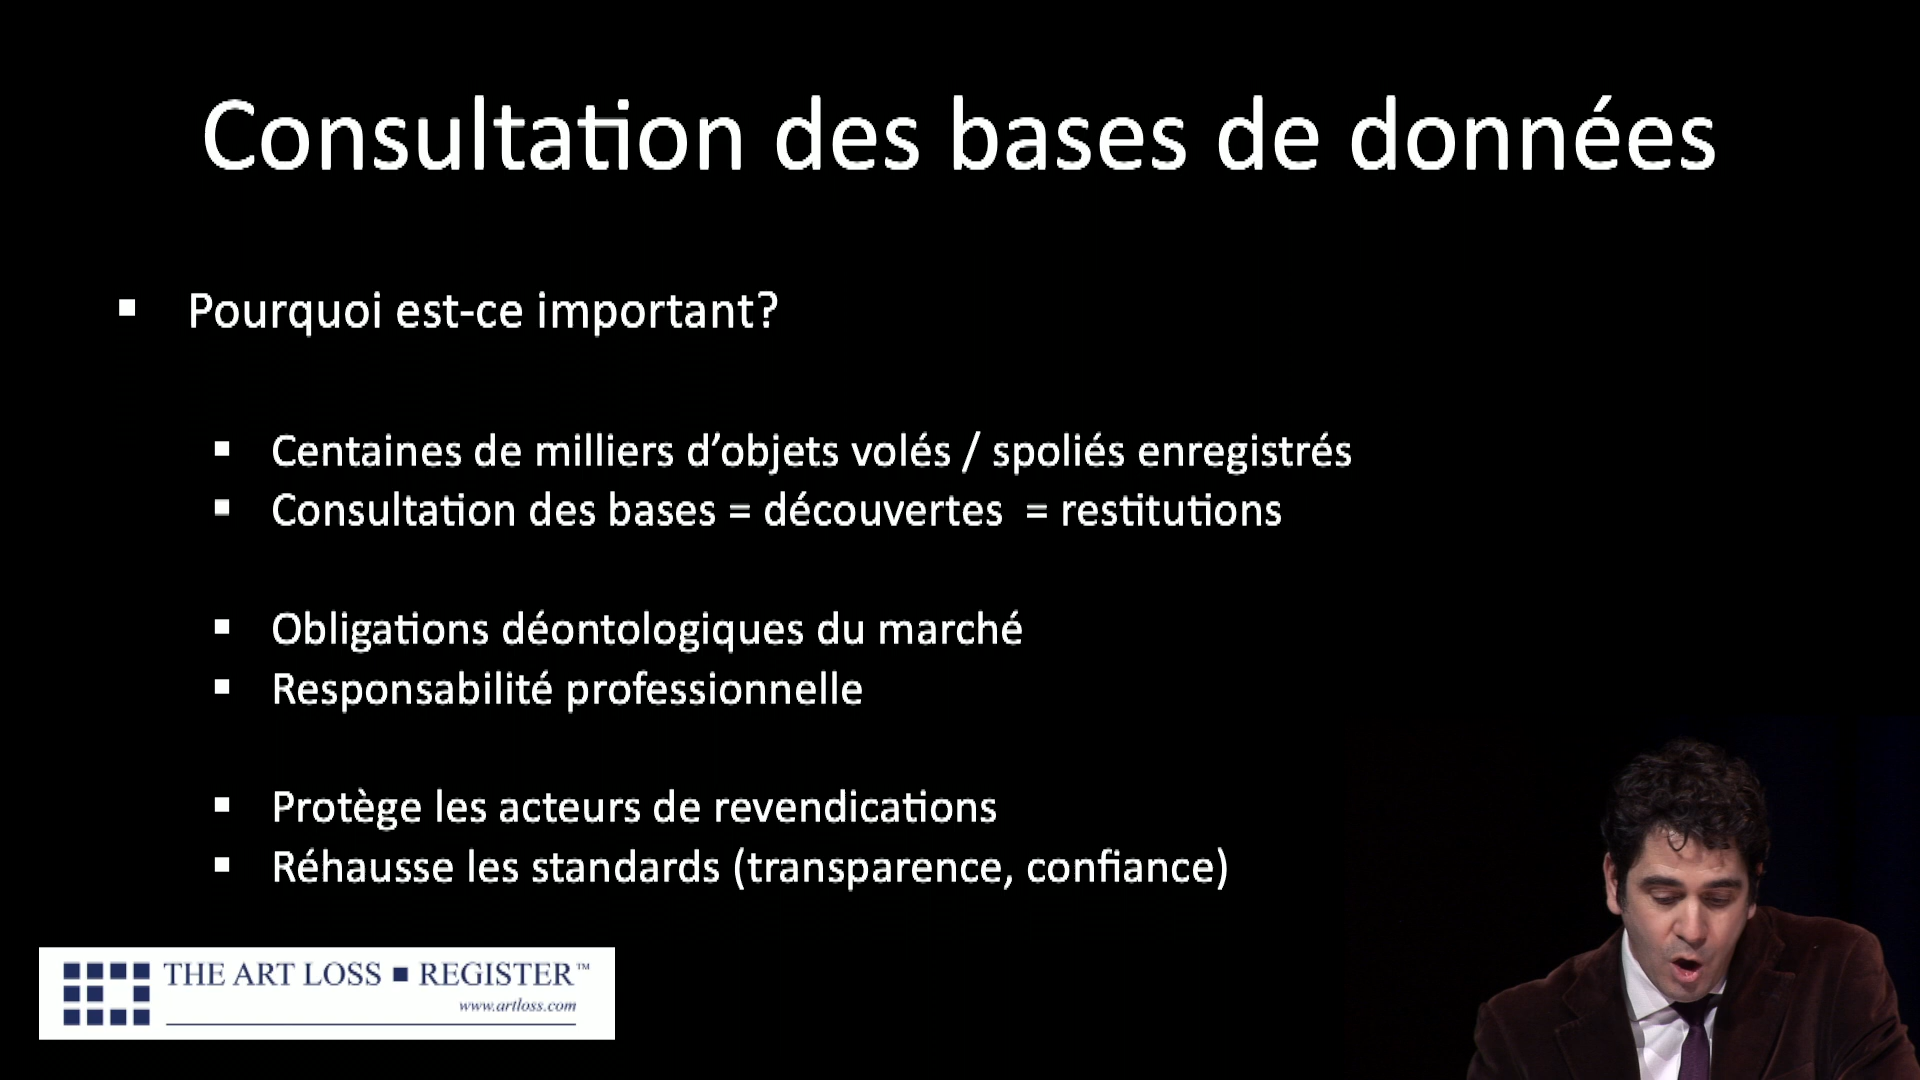 Consultation des bases de données
Pourquoi est-ce important?
Centaines de milliers d’objets volés / spoliés enregistrés
Consultation des bases = découvertes = restitutions
Obligations déontologiques du marché
Responsabilité professionnelle
Protège les acteurs de revendications
Réhausse les standards (transparence, confiance)
THE ART LOSS ■ REGISTER™
www.artloss.com